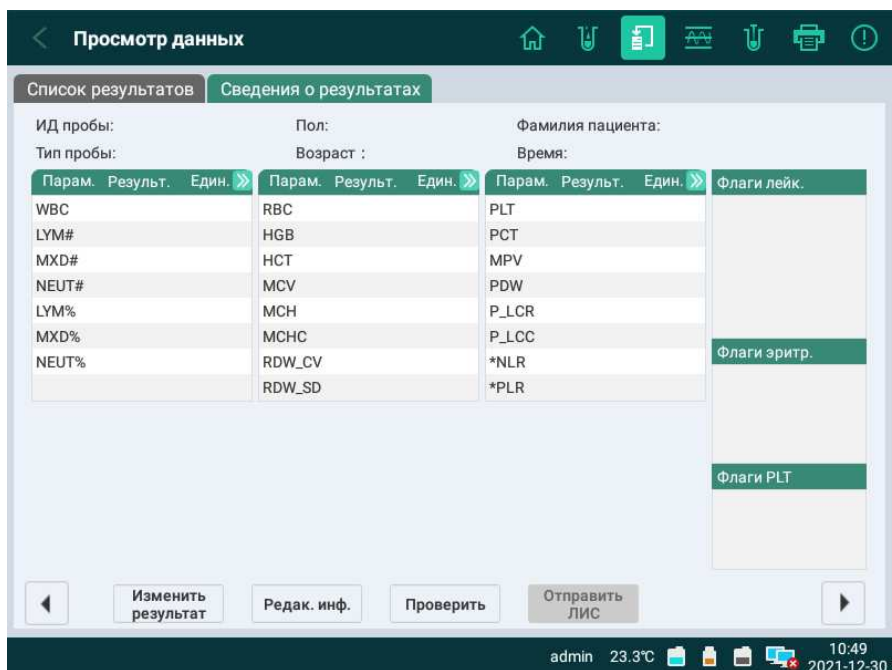 Просмотр данных
Список результатов
Сведения о результатах
ИД пробы:
Пол:
Фамилия пациента:
Тип пробы:
Возраст :
Время:
Парам. Результ. Един.
WBC
LYM#
MXD#
NEUT#
LYM%
MXD%
NEUT%
Парам. Результ. Един.
RBC
HGB
HCT
MCV
MCH
MCHC
RDW_CV
RDW_SD
Парам. Результ. Един.
PLT
PCT
MPV
PDW
P_LCR
P_LCC
*NLR
*PLR
Флаги лейк.
Флаги эритр.
Флаги PLT
Изменить
результат
Редак. инф.
Проверить
Отправить
ЛИС
admin 23.3℃
10:49
2021-12-30